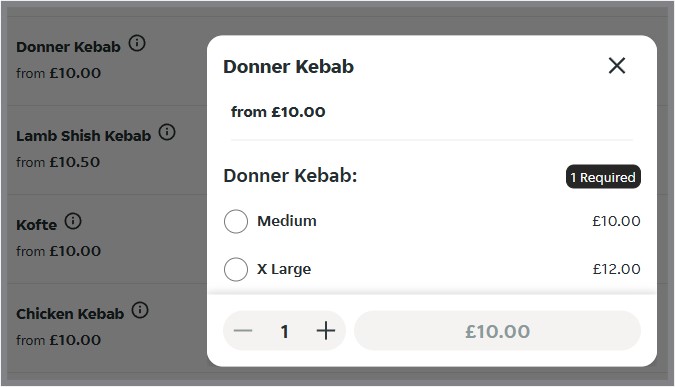 Donner Kebab
from £10.00
Lamb Shish Kebab
from £10.50
Kofte
from £10.00
Chicken Kebab
from £10.00
Donner Kebab
from £10.00
Donner Kebab: 1 Required
Medium £10.00
X Large £12.00
1 £10.00